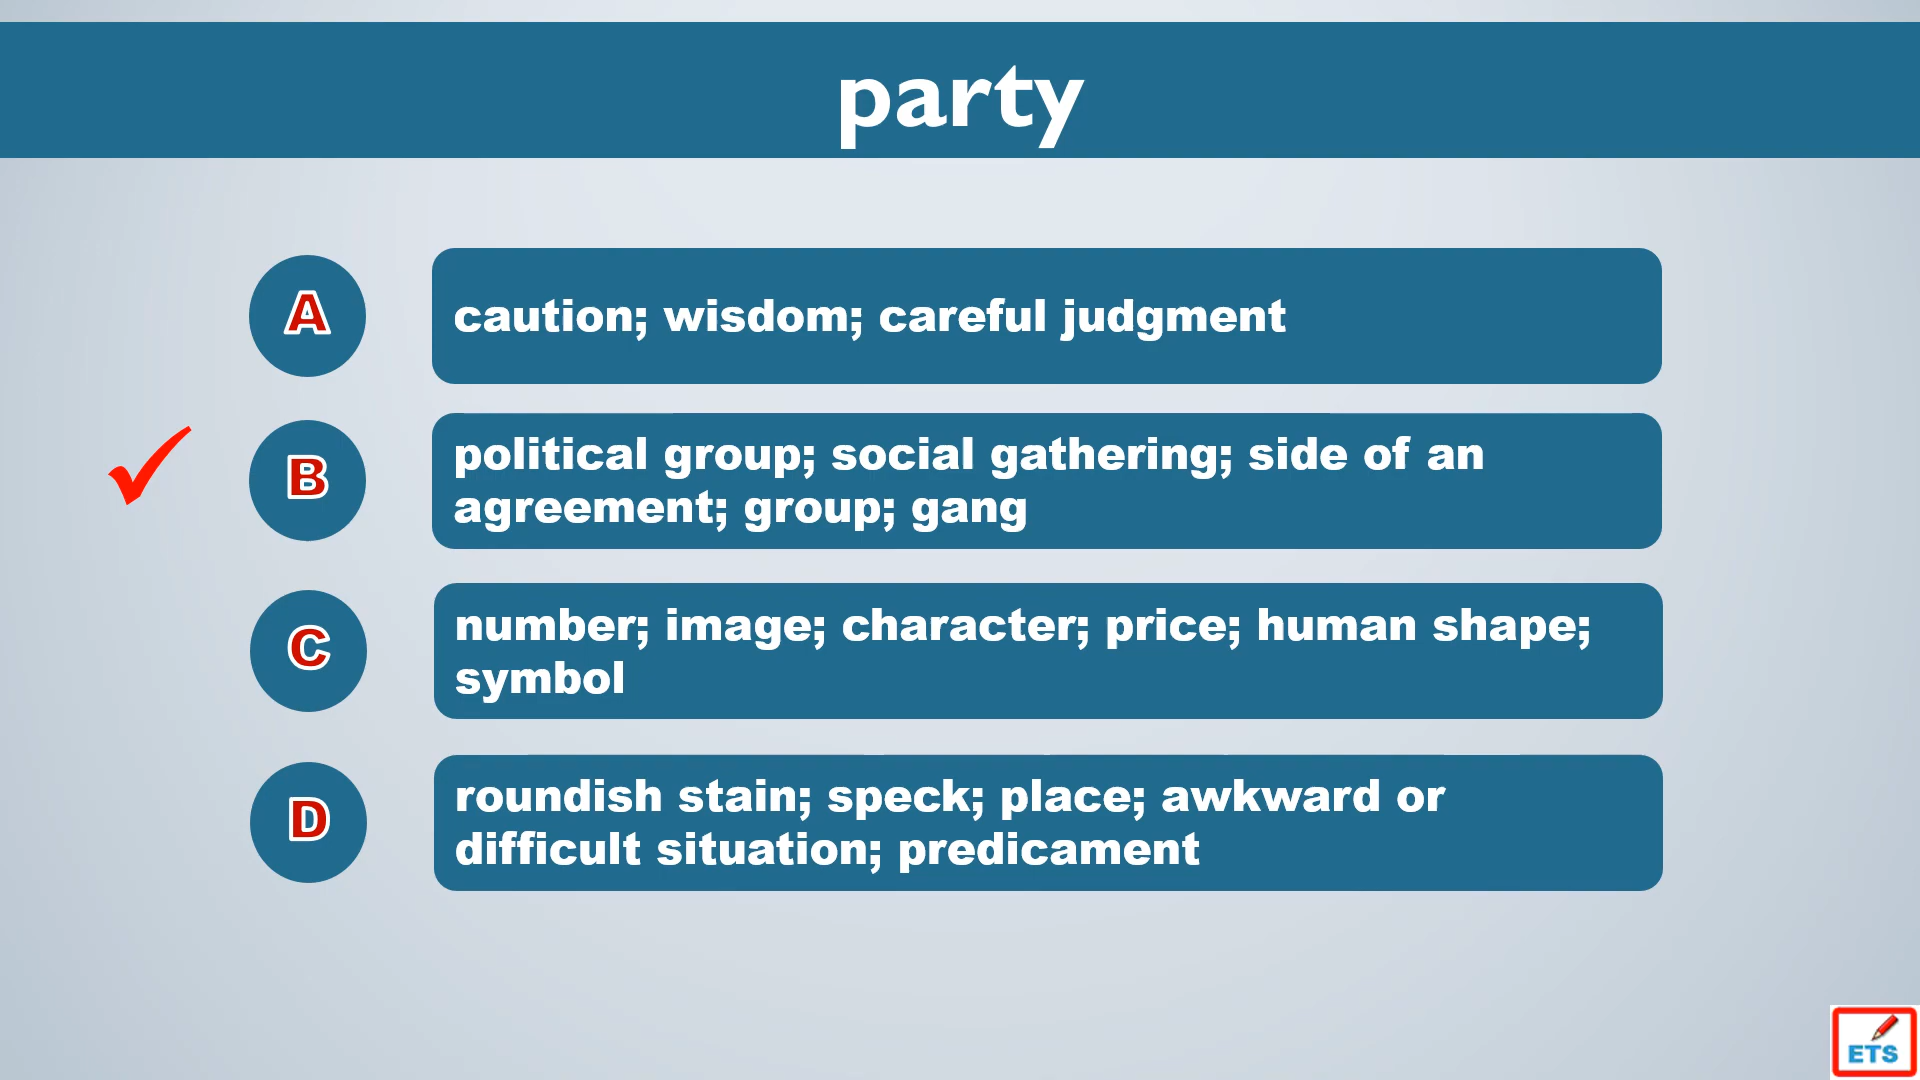 party
A
caution; wisdom; careful judgment
B
political group; social gathering; side of an
agreement; group; gang
C
number; image; character; price; human shape;
symbol
D
roundish stain; speck; place; awkward or
difficult situation; predicament
ETS